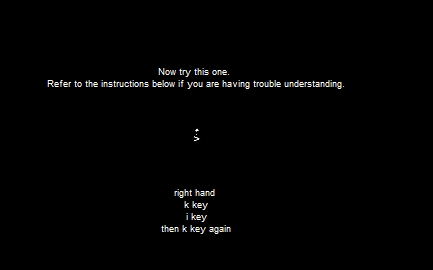 Now try this one.
Refer to the instructions below if you are having trouble understanding.
right hand
k key
i key
then k key again